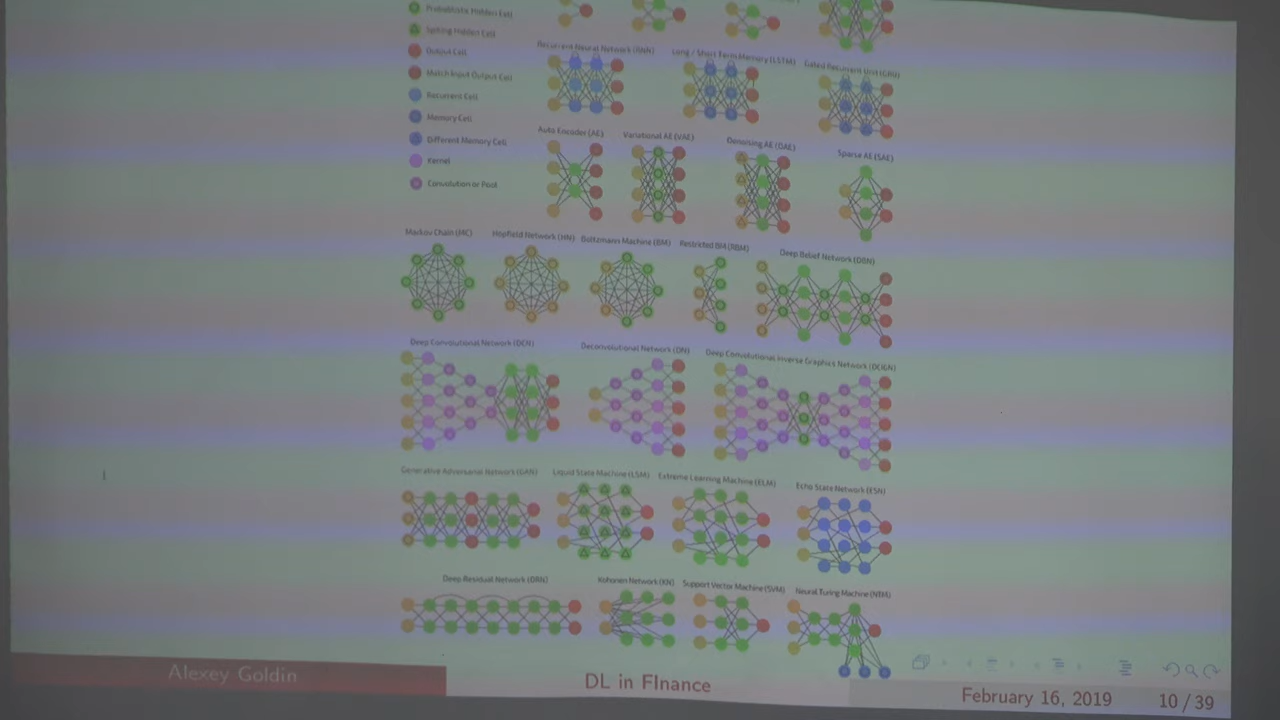 Probablistic Hidden Cell
Spiking Hidden Cell
Output Cell
Match Input Output Cell
Recurrent Cell
Memory Cell
Different Memory Cell
Kernel
Convolution or Pool
Recurrent Neural Network (RNN)
Long / Short Term Memory (LSTM)
Gated Recurrent Unit (GRU)
Auto Encoder (AE)
Variational AE (VAE)
Denoising AE (DAE)
Sparse AE (SAE)
Markov Chain (MC)
Hopfield Network (HN)
Boltzmann Machine (BM)
Restricted BM (RBM)
Deep Belief Network (DBN)
Deep Convolutional Network (DCN)
Deconvolutional Network (DN)
Deep Convolutional Inverse Graphics Network (DCIGN)
Generative Adversarial Network (GAN)
Liquid State Machine (LSM)
Extreme Learning Machine (ELM)
Echo State Network (ESN)
Deep Residual Network (DRN)
Kohonen Network (KN)
Support Vector Machine (SVM)
Neural Turing Machine (NTM)
Alexey Goldin
DL in FInance
February 16, 2019
10 / 39